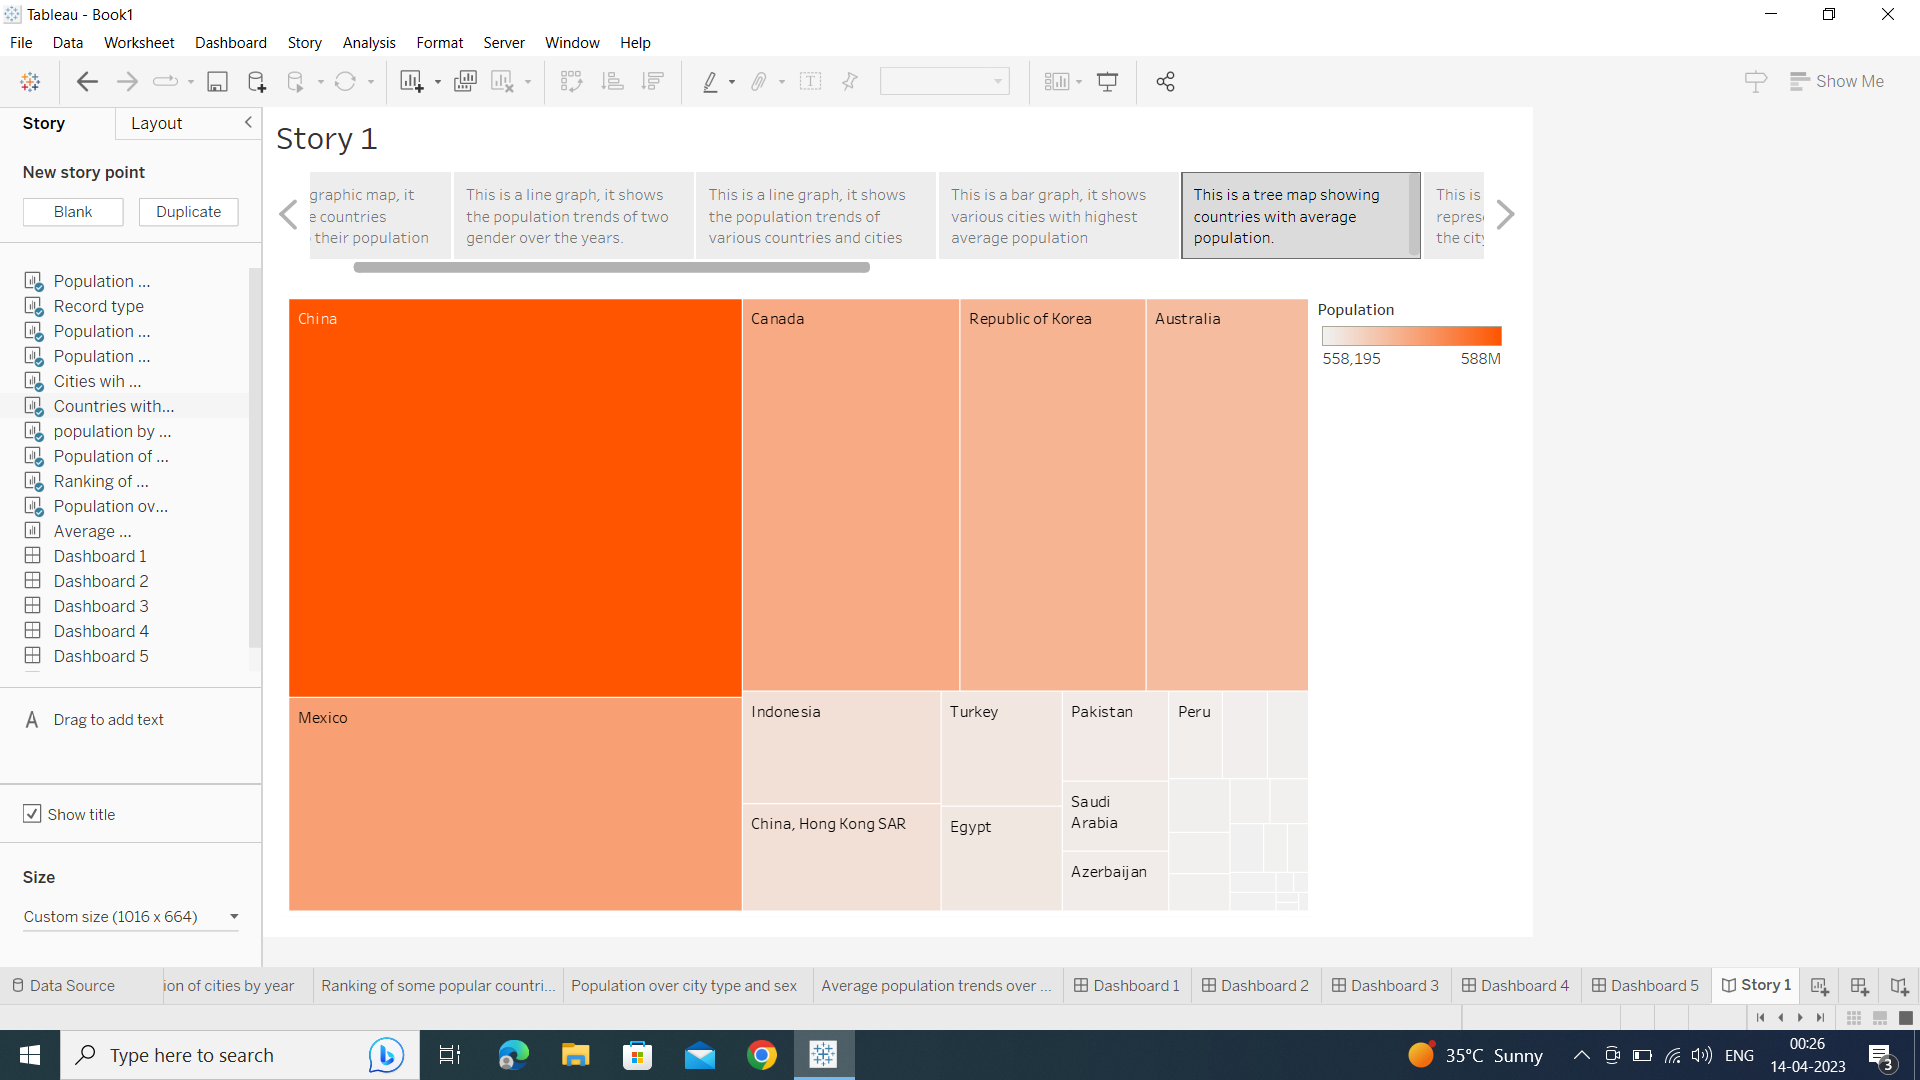 Tableau - Book1
File Data Worksheet Dashboard Story Analysis Format Server Window Help
Show Me
Story Layout
New story point
Blank Duplicate
Population ...
Record type
Population ...
Population ...
Cities wih ...
Countries with...
population by ...
Population of ...
Ranking of ...
Population ov...
Average ...
Dashboard 1
Dashboard 2
Dashboard 3
Dashboard 4
Dashboard 5
A Drag to add text
Show title
Size
Custom size (1016 x 664)
Story 1
graphic map, it
e countries
their population
This is a line graph, it shows
the population trends of two
gender over the years.
This is a line graph, it shows
the population trends of
various countries and cities
This is a bar graph, it shows
various cities with highest
average population
This is a tree map showing
countries with average
population.
This is
repres
the city
China
Canada
Republic of Korea
Australia
Mexico
Indonesia
China, Hong Kong SAR
Turkey
Egypt
Pakistan
Saudi
Arabia
Azerbaijan
Peru
Population
558,195 588M
Data Source ion of cities by year Ranking of some popular countri... Population over city type and sex Average population trends over ... Dashboard 1 Dashboard 2 Dashboard 3 Dashboard 4 Dashboard 5 Story 1
Type here to search
35°C Sunny
ENG
00:26
14-04-2023
3